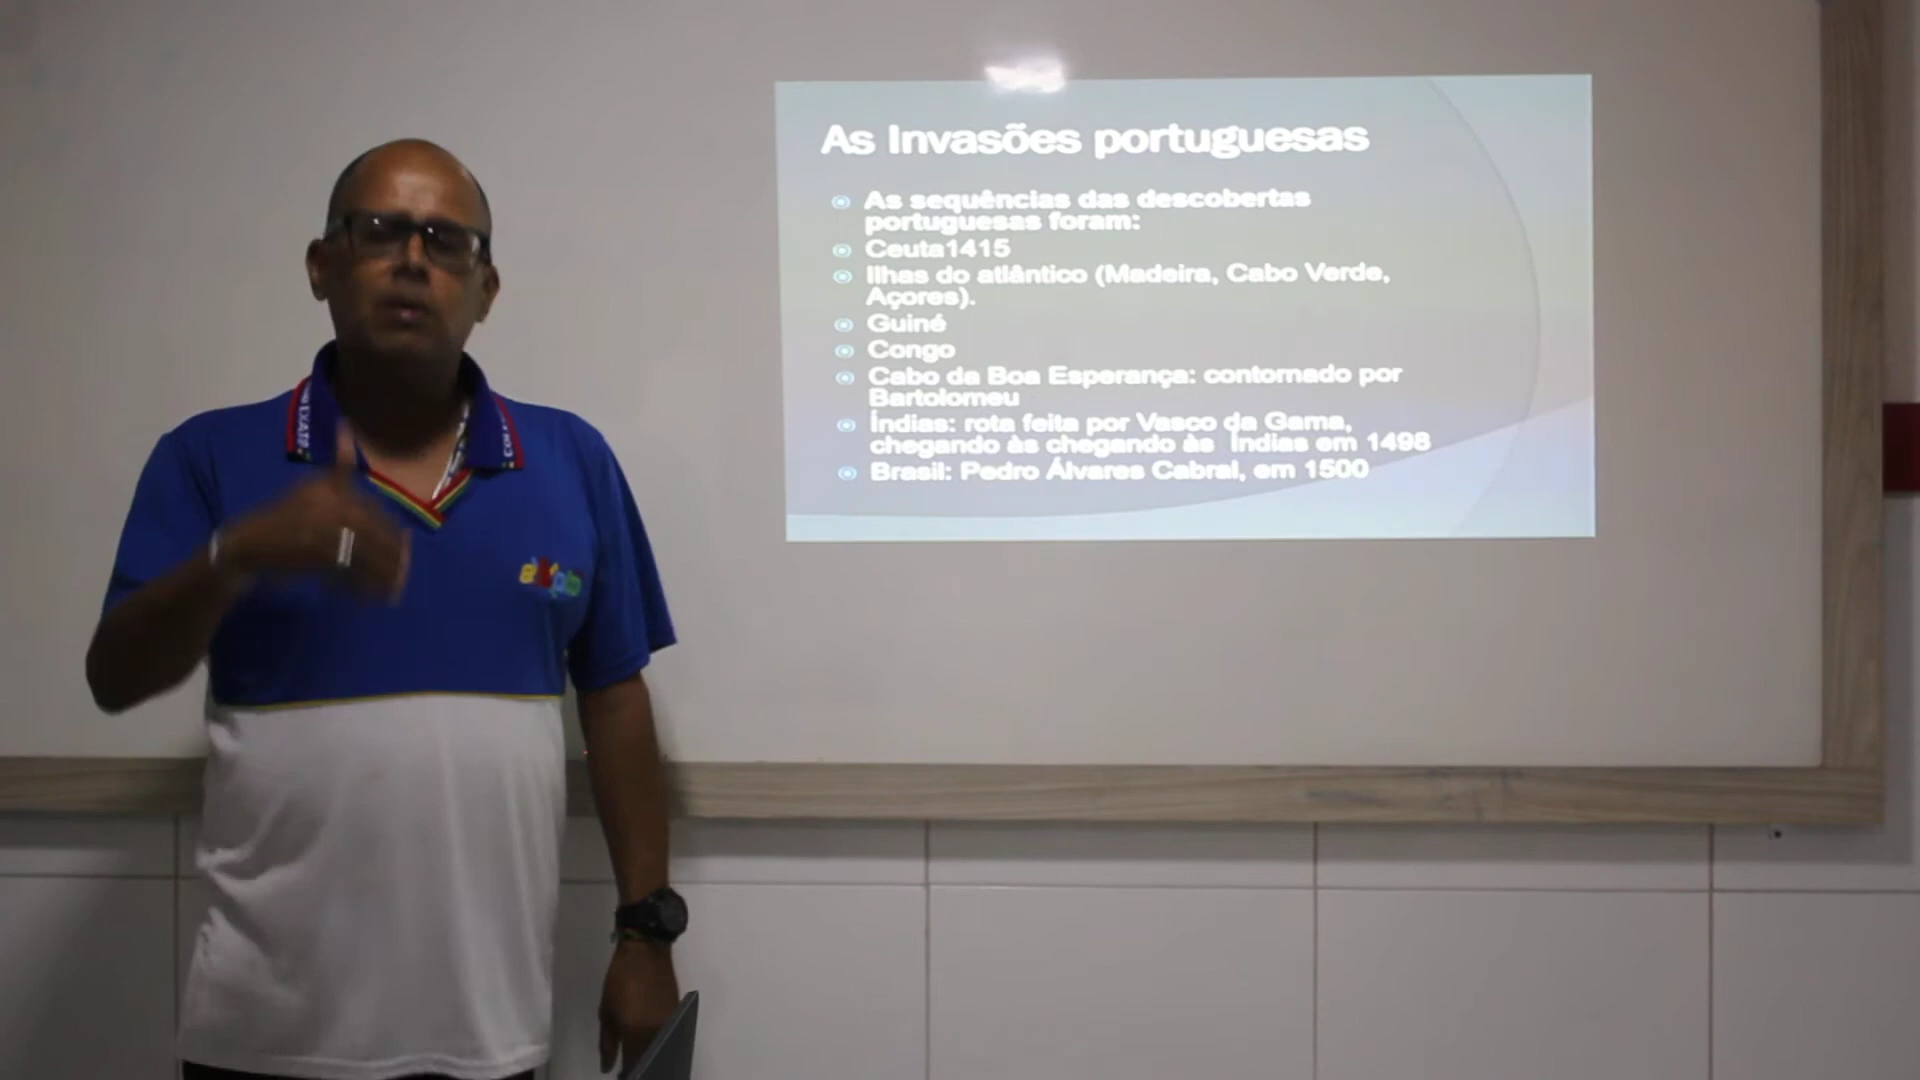 As Invasões portuguesas
As sequências das descobertas
portuguesas foram:
Ceuta1415
Ilhas do atlântico (Madeira, Cabo Verde,
Açores).
Guiné
Congo
Cabo da Boa Esperança: contornado por
Bartolomeu
Índias: rota feita por Vasco da Gama,
chegando às chegando às Índias em 1498
Brasil: Pedro Álvares Cabral, em 1500